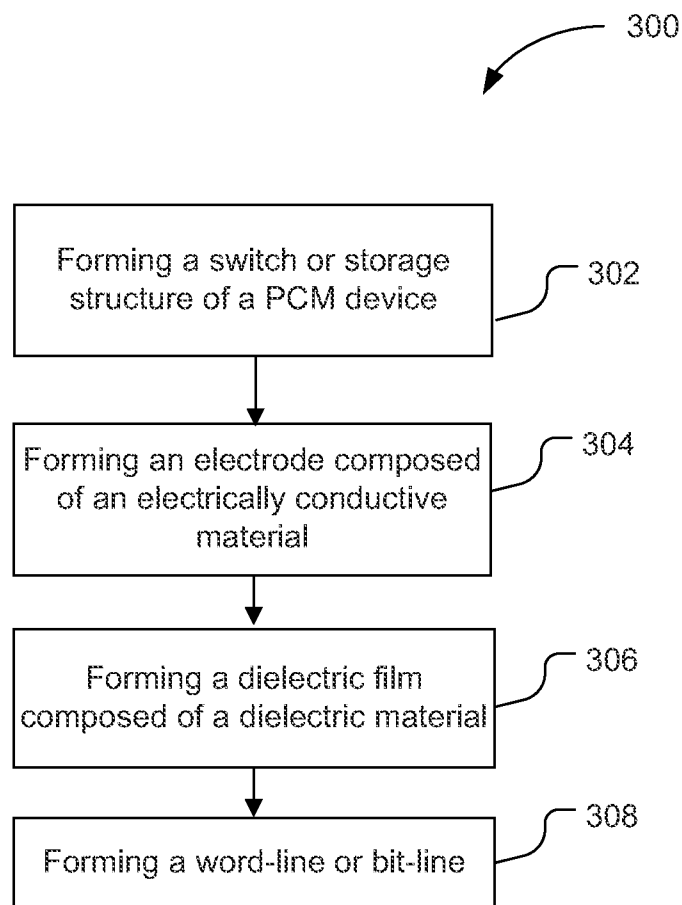 300
Forming a switch or storage
structure of a PCM device
302
Forming an electrode composed
of an electrically conductive
material
304
Forming a dielectric film
composed of a dielectric material
306
Forming a word-line or bit-line
308